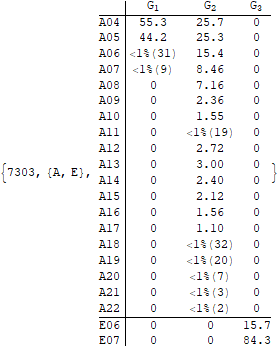 G₁ G₂ G₃
A04 55.3 25.7 0
A05 44.2 25.3 0
A06 <1%(31) 15.4 0
A07 <1%(9) 8.46 0
A08 0 7.16 0
A09 0 2.36 0
A10 0 1.55 0
A11 0 <1%(19) 0
A12 0 2.72 0
{7303, {A, E}, A13 0 3.00 0 }
A14 0 2.40 0
A15 0 2.12 0
A16 0 1.56 0
A17 0 1.10 0
A18 0 <1%(32) 0
A19 0 <1%(20) 0
A20 0 <1%(7) 0
A21 0 <1%(3) 0
A22 0 <1%(2) 0
E06 0 0 15.7
E07 0 0 84.3